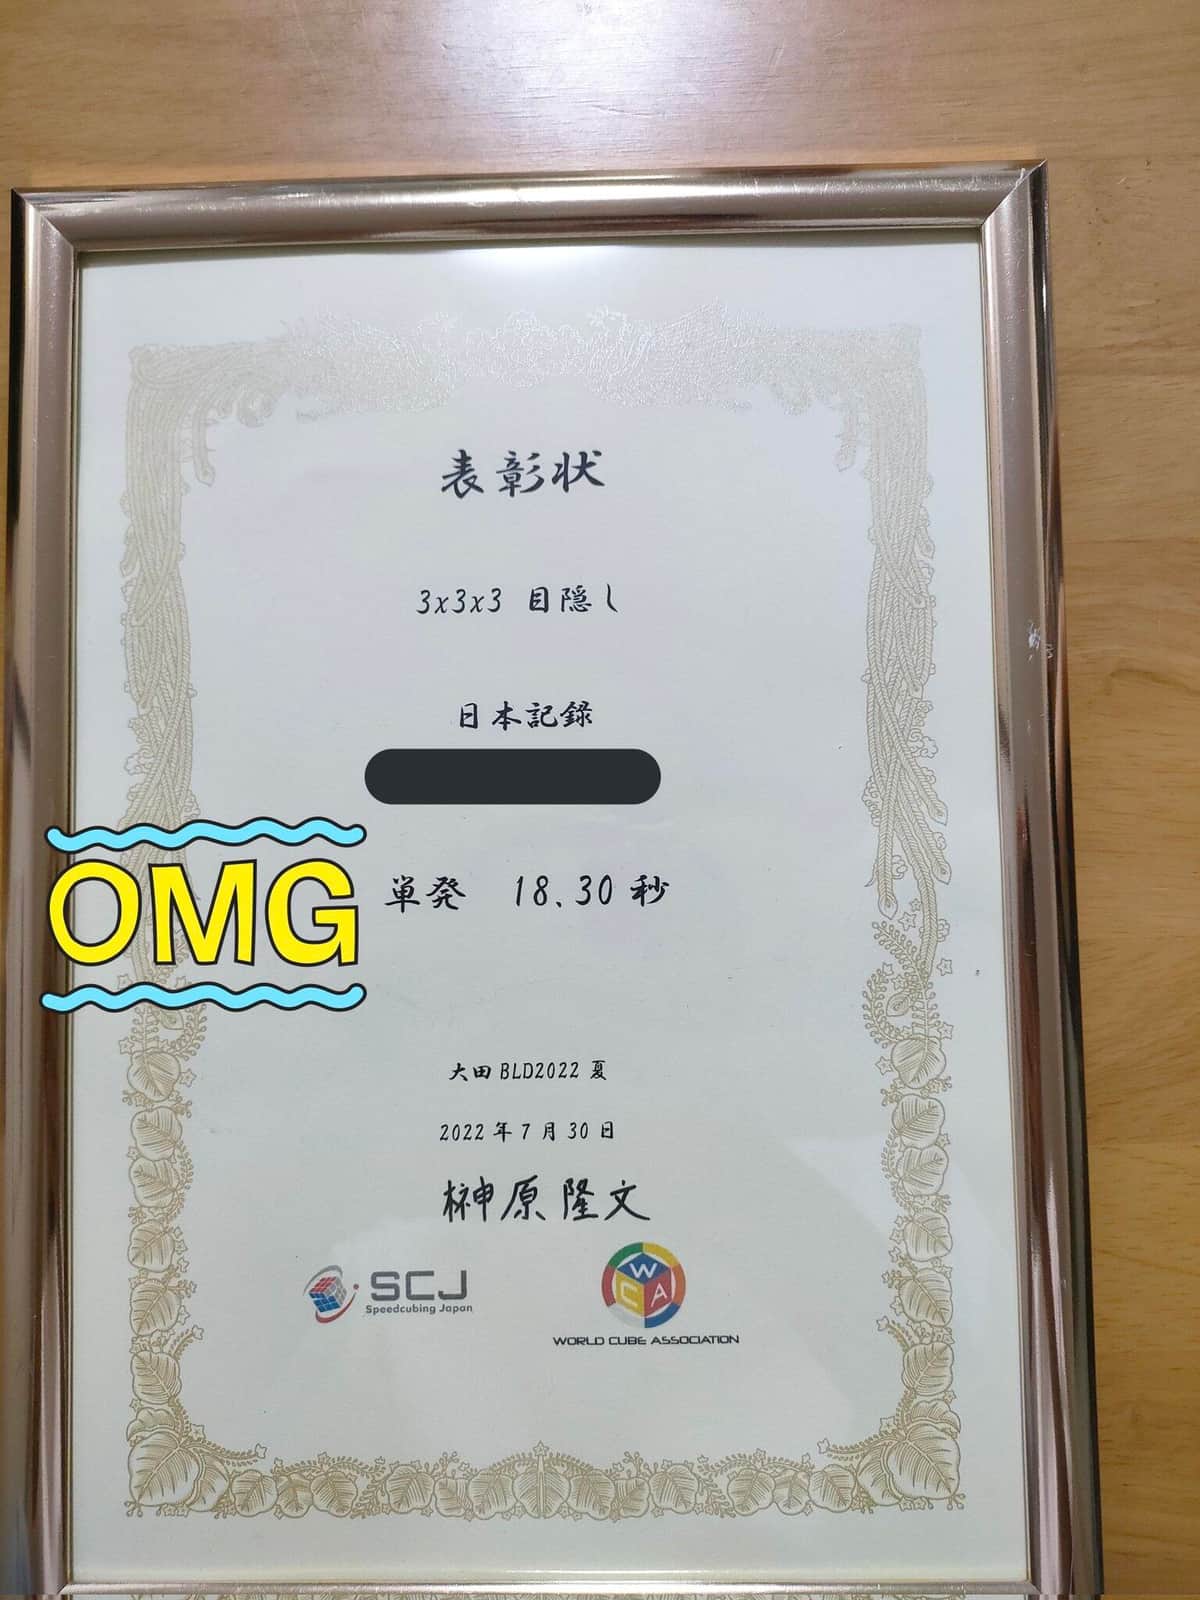 表彰状
3x3x3 目隠し
日本記録
OMG
単発 18.30秒
大田BLD2022夏
2022年7月30日
榊原隆文
SCJ
Speedcubing Japan
WCA
WORLD CUBE ASSOCIATION